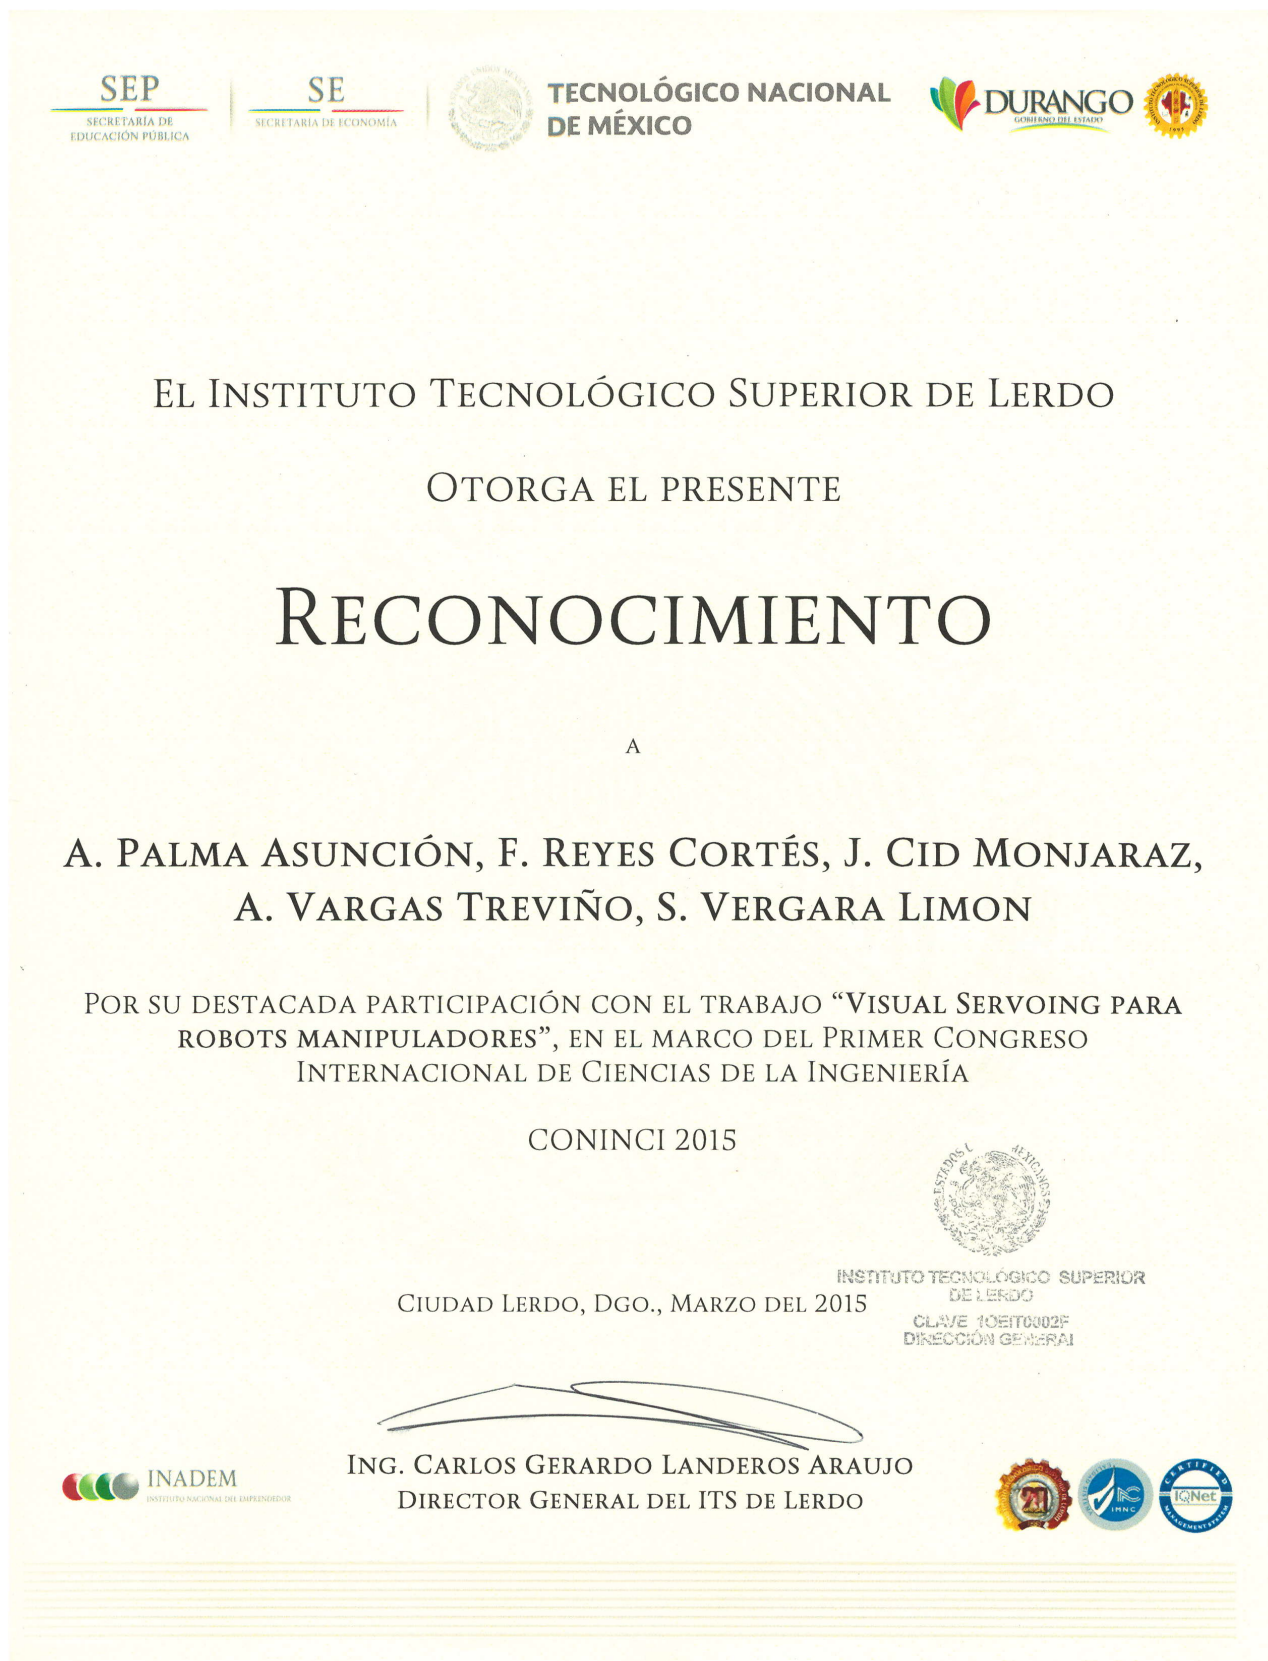 SEP
SECRETARÍA DE
EDUCACIÓN PÚBLICA
SE
SECRETARÍA DE ECONOMÍA
TECNOLÓGICO NACIONAL
DE MÉXICO
DURANGO
GOBIERNO DEL ESTADO
EL INSTITUTO TECNOLÓGICO SUPERIOR DE LERDO
OTORGA EL PRESENTE
RECONOCIMIENTO
A
A. PALMA ASUNCIÓN, F. REYES CORTÉS, J. CID MONJARAZ,
A. VARGAS TREVIÑO, S. VERGARA LIMON
POR SU DESTACADA PARTICIPACIÓN CON EL TRABAJO “VISUAL SERVOING PARA
ROBOTS MANIPULADORES”, EN EL MARCO DEL PRIMER CONGRESO
INTERNACIONAL DE CIENCIAS DE LA INGENIERÍA
CONINCI 2015
ESTADOS MEXICANOS
INSTITUTO TECNOLÓGICO SUPERIOR
DE LERDO
CLAVE 10EIT0002F
DIRECCIÓN GENERAL
CIUDAD LERDO, DGO., MARZO DEL 2015
ING. CARLOS GERARDO LANDEROS ARAUJO
DIRECTOR GENERAL DEL ITS DE LERDO
INADEM
INSTITUTO NACIONAL DEL EMPRENDEDOR
IMNC
CERTIFIED
IQNet
MANAGEMENT SYSTEM